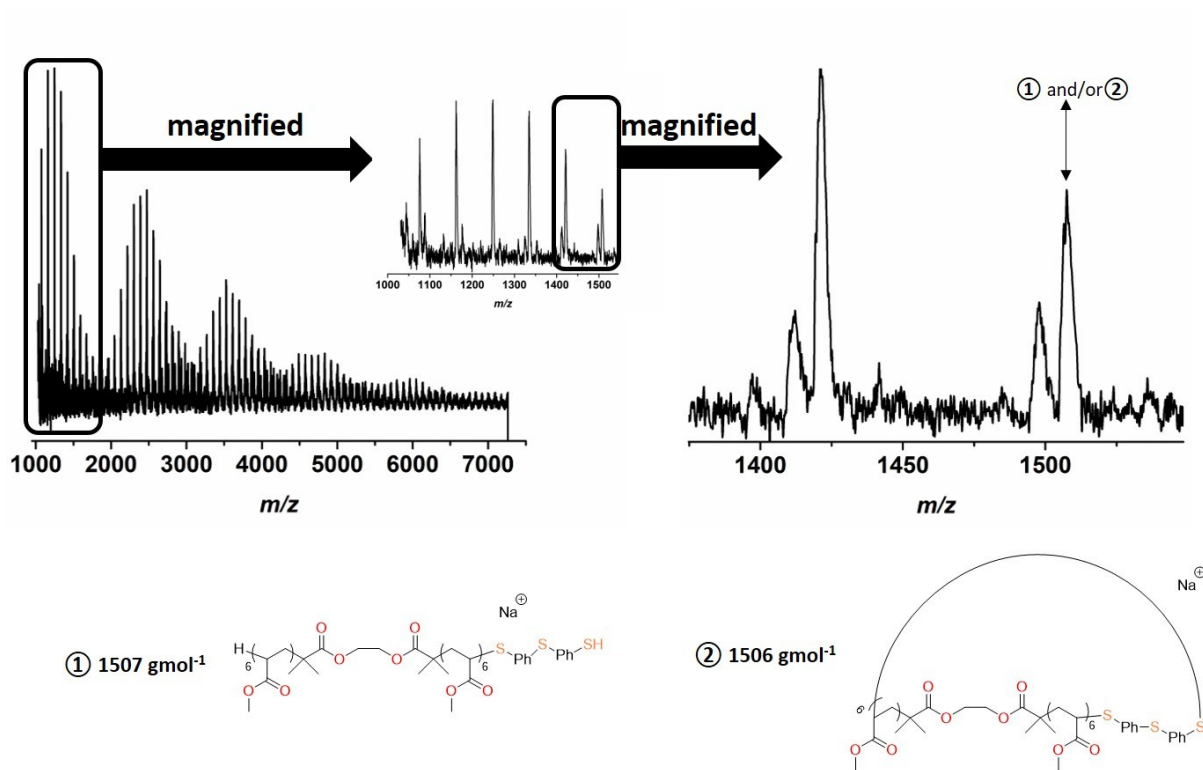 magnified
magnified
① and/or ②
1000 1100 1200 1300 1400 1500
m/z
1000 2000 3000 4000 5000 6000 7000
m/z
1400 1450 1500
m/z
① 1507 gmol⁻¹
H 6 O O O O O O 6 O O S Ph S Ph SH
Na⊕
② 1506 gmol⁻¹
6 O O O O O O 6 O O S Ph S Ph S
Na⊕